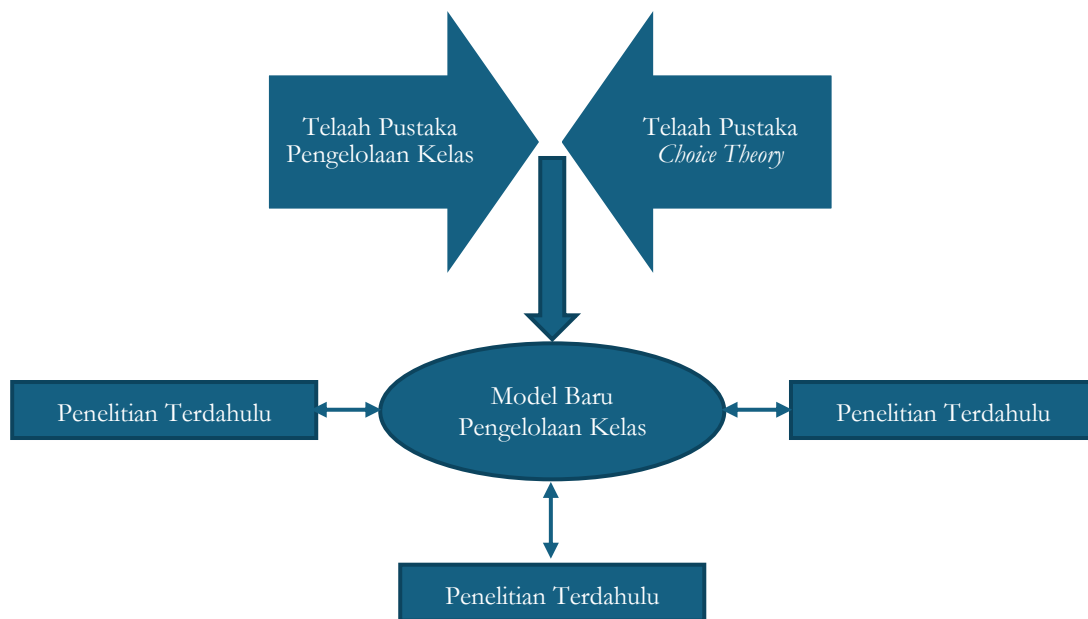 Telaah Pustaka
Pengelolaan Kelas
Telaah Pustaka
Choice Theory
Model Baru
Pengelolaan Kelas
Penelitian Terdahulu
Penelitian Terdahulu
Penelitian Terdahulu